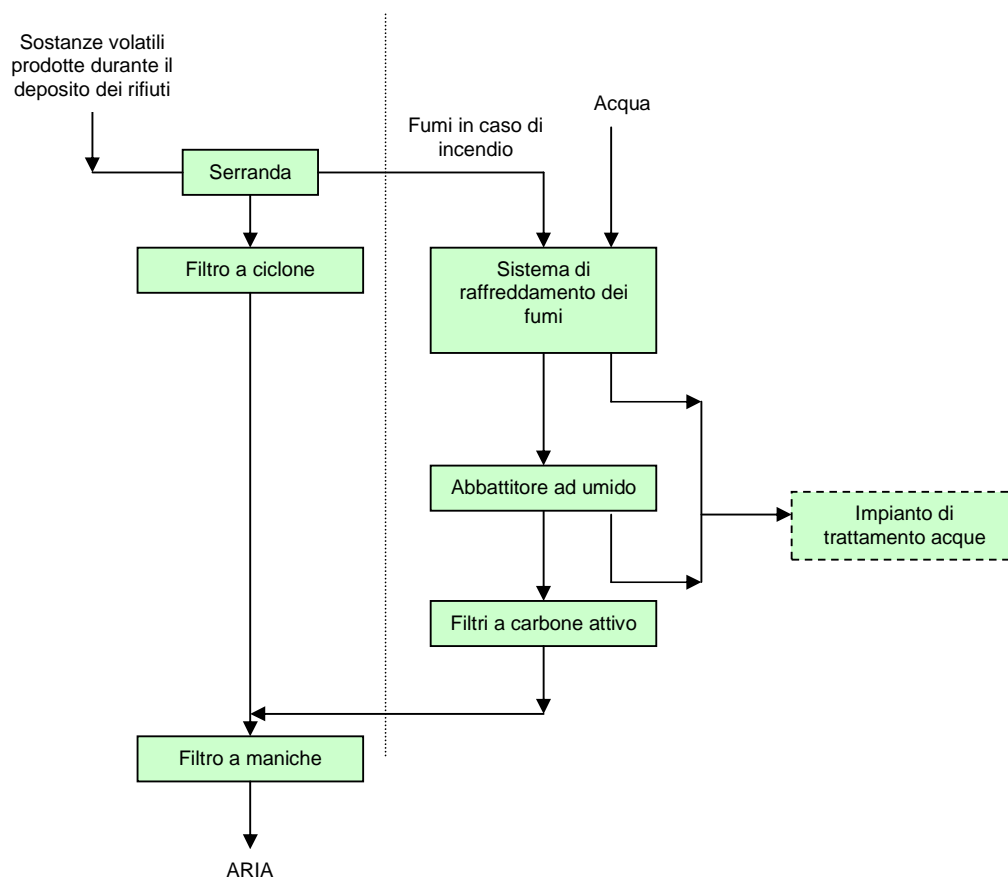 Sostanze volatili
prodotte durante il
deposito dei rifiuti
Acqua
Fumi in caso di
incendio
Serranda
Filtro a ciclone
Sistema di
raffreddamento dei
fumi
Abbattitore ad umido
Impianto di
trattamento acque
Filtri a carbone attivo
Filtro a maniche
ARIA